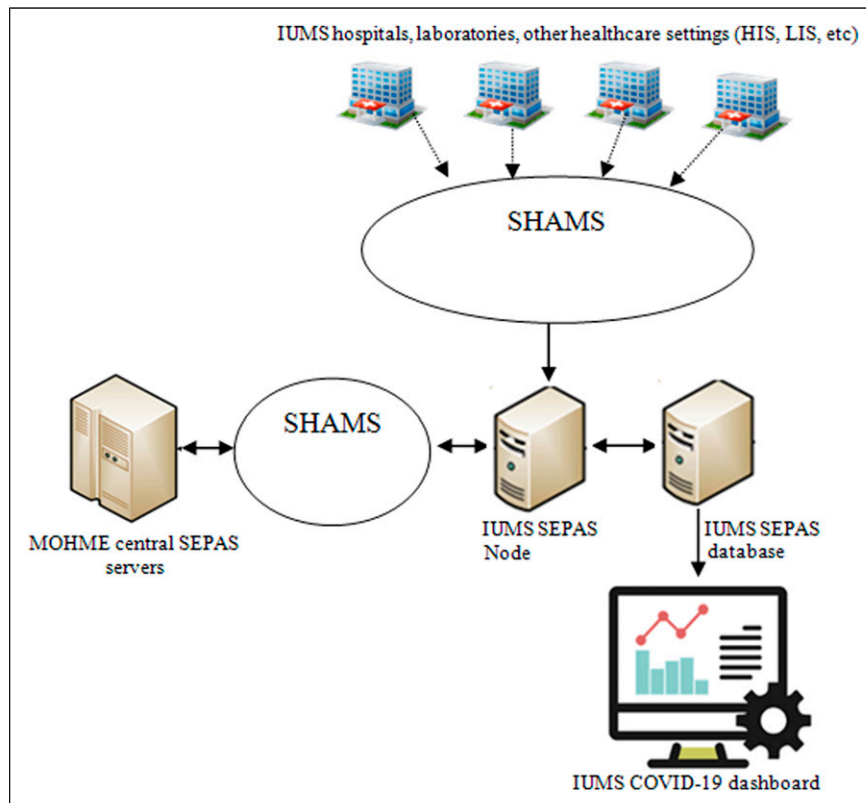 IUMS hospitals, laboratories, other healthcare settings (HIS, LIS, etc)
SHAMS
SHAMS
MOHME central SEPAS
servers
IUMS SEPAS
Node
IUMS SEPAS
database
IUMS COVID-19 dashboard